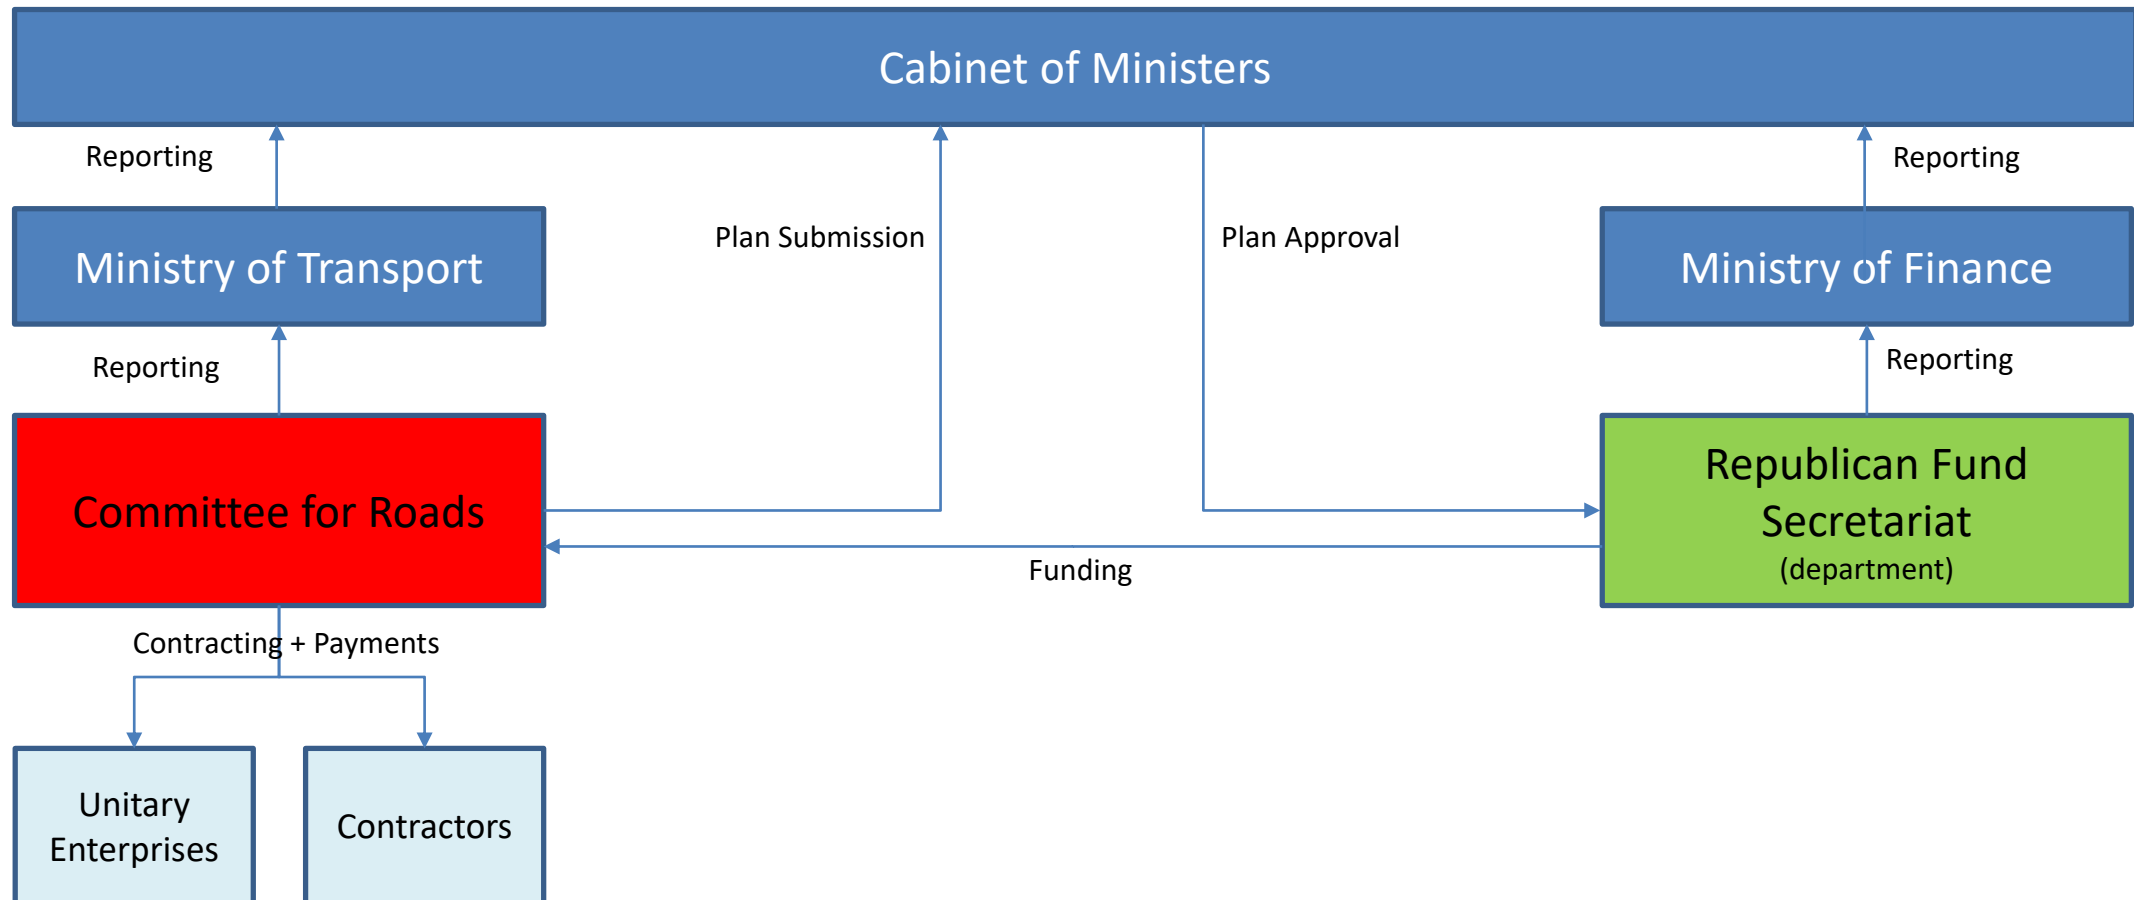 Cabinet of Ministers
Reporting
Reporting
Plan Submission
Plan Approval
Ministry of Transport
Ministry of Finance
Reporting
Reporting
Committee for Roads
Republican Fund
Secretariat
(department)
Funding
Contracting + Payments
Unitary
Enterprises
Contractors